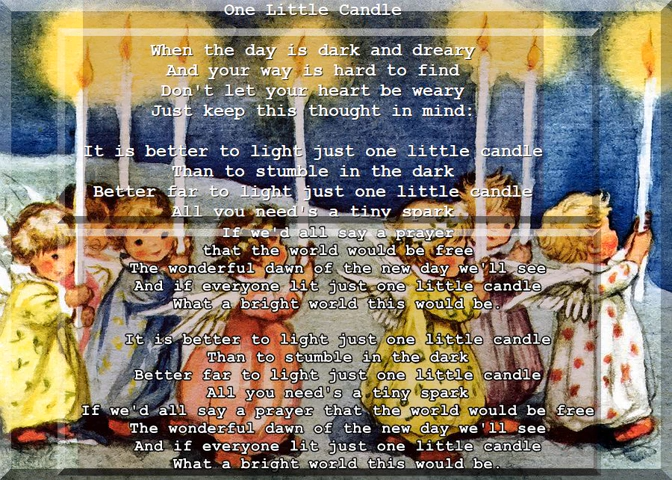 One Little Candle
When the day is dark and dreary
And your way is hard to find
Don't let your heart be weary
Just keep this thought in mind:
It is better to light just one little candle
Than to stumble in the dark
Better far to light just one little candle
All you need's a tiny spark
If we'd all say a prayer
that the world would be free
The wonderful dawn of the new day we'll see
And if everyone lit just one little candle
What a bright world this would be.
It is better to light just one little candle
Than to stumble in the dark
Better far to light just one little candle
All you need's a tiny spark
If we'd all say a prayer that the world would be free
The wonderful dawn of the new day we'll see
And if everyone lit just one little candle
What a bright world this would be.